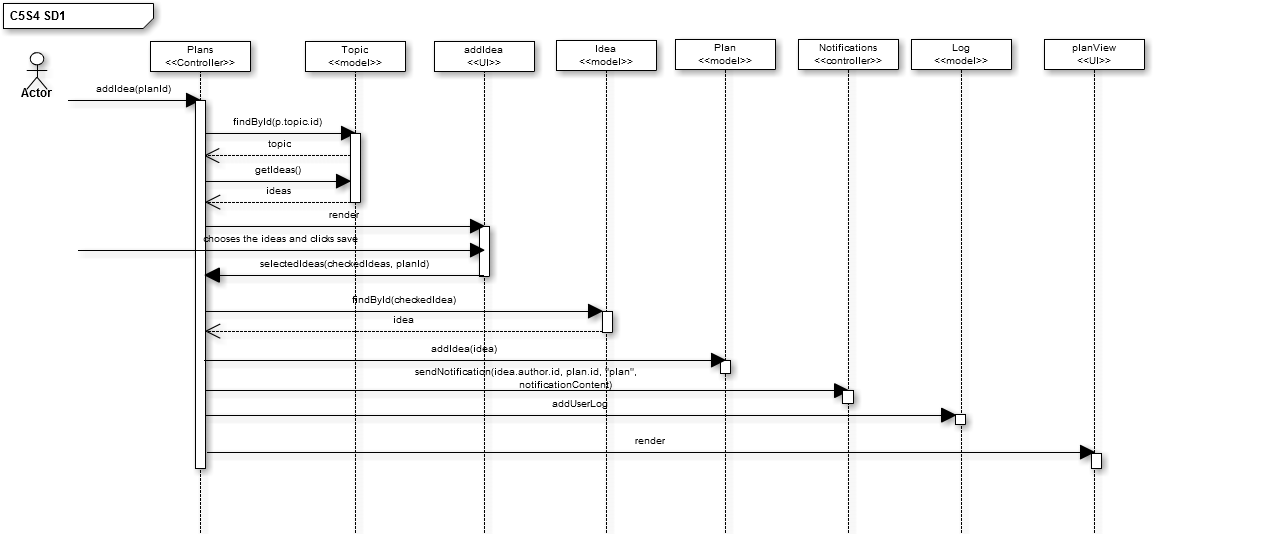 C5S4 SD1
Plans
<<Controller>>
Topic
<<model>>
addIdea
<<UI>>
Idea
<<model>>
Plan
<<model>>
Notifications
<<controller>>
Log
<<model>>
planView
<<UI>>
Actor
addIdea(planId)
findById(p.topic.id)
topic
getIdeas()
ideas
render
chooses the ideas and clicks save
selectedIdeas(checkedIdeas, planId)
findById(checkedIdea)
idea
addIdea(idea)
sendNotification(idea.author.id, plan.id, "plan",
notificationContent)
addUserLog
render